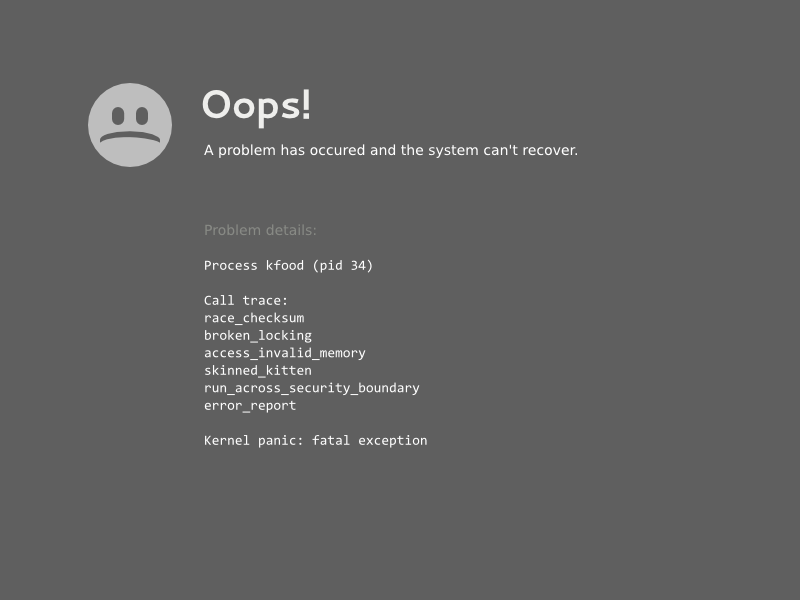 Oops!
A problem has occured and the system can't recover.
Problem details:
Process kfood (pid 34)
Call trace:
race_checksum
broken_locking
access_invalid_memory
skinned_kitten
run_across_security_boundary
error_report
Kernel panic: fatal exception